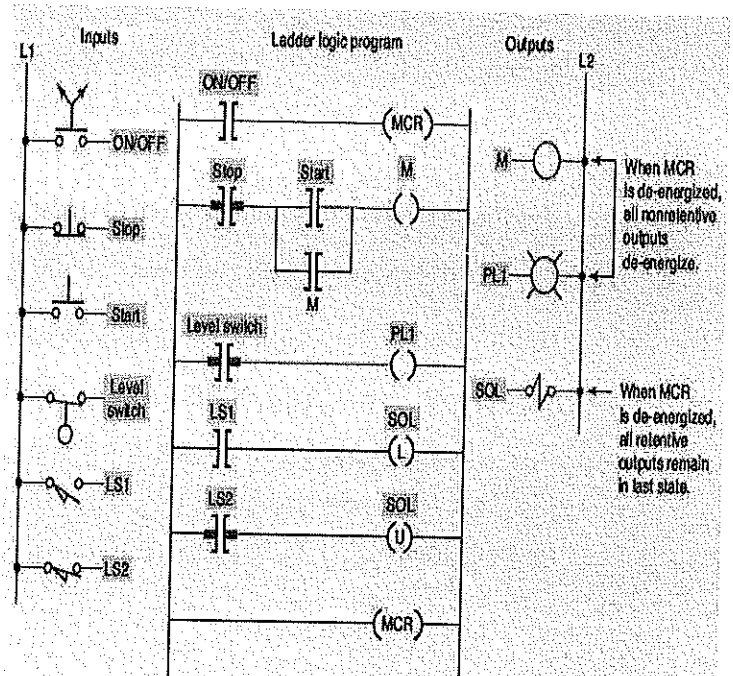 Inputs
Ladder logic program
Outputs
L1
L2
ON/OFF
(MCR)
ON/OFF
Stop
Start
M
M
When MCR
is de-energized,
all nonretentive
outputs
de-energize.
Stop
M
PL1
Start
Level switch
PL1
Level
switch
SOL
When MCR
is de-energized,
all retentive
outputs remain
in last state.
LS1
SOL
(L)
LS1
LS2
SOL
(U)
LS2
(MCR)